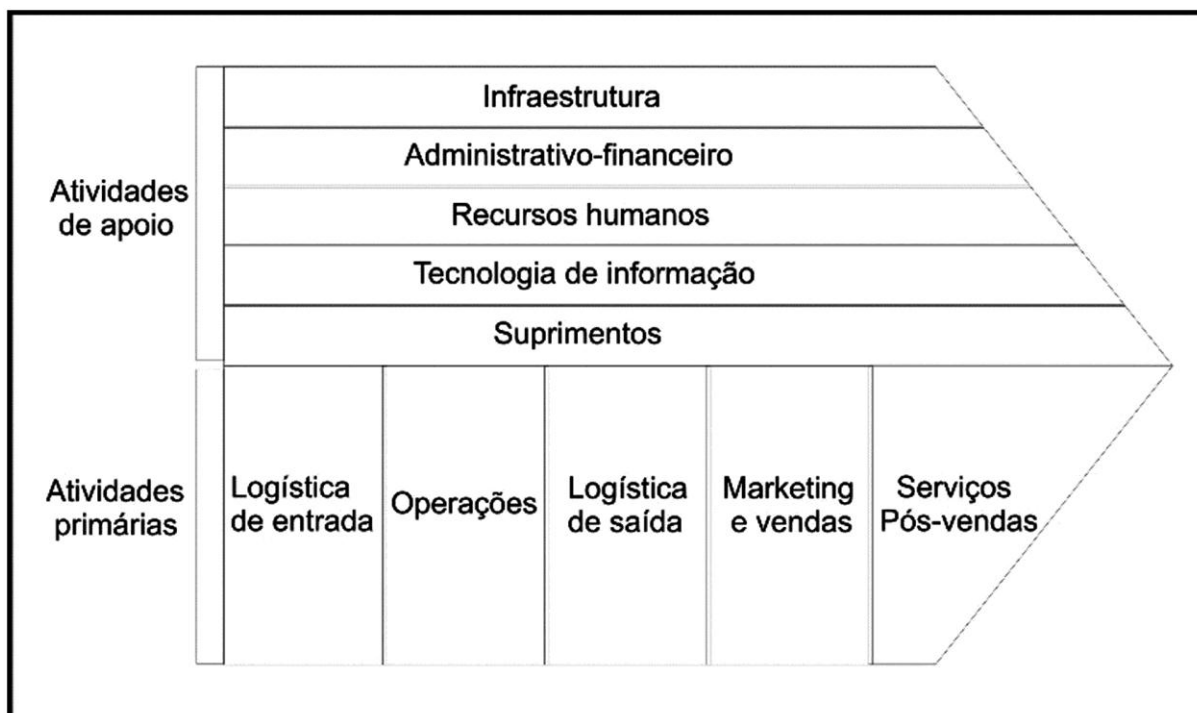 Infraestrutura
Administrativo-financeiro
Atividades
de apoio
Recursos humanos
Tecnologia de informação
Suprimentos
Atividades
primárias
Logística
de entrada
Operações
Logística
de saída
Marketing
e vendas
Serviços
Pós-vendas